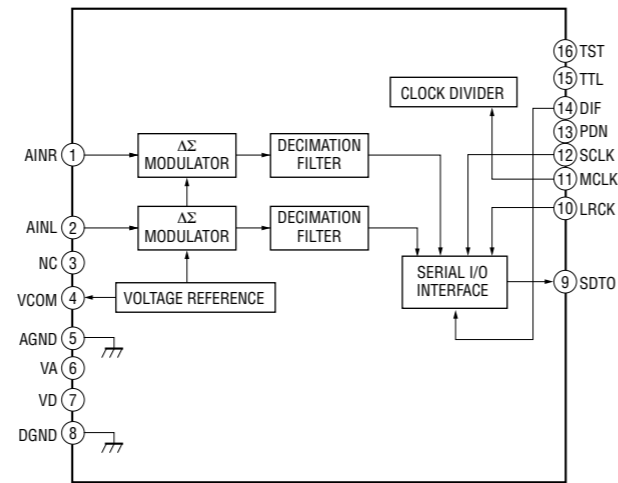 16 TST
15 TTL
CLOCK DIVIDER
14 DIF
13 PDN
12 SCLK
11 MCLK
10 LRCK
AINR 1
ΔΣ
MODULATOR
DECIMATION
FILTER
AINL 2
ΔΣ
MODULATOR
DECIMATION
FILTER
NC 3
VCOM 4
VOLTAGE REFERENCE
SERIAL I/O
INTERFACE
9 SDTO
AGND 5
VA 6
VD 7
DGND 8